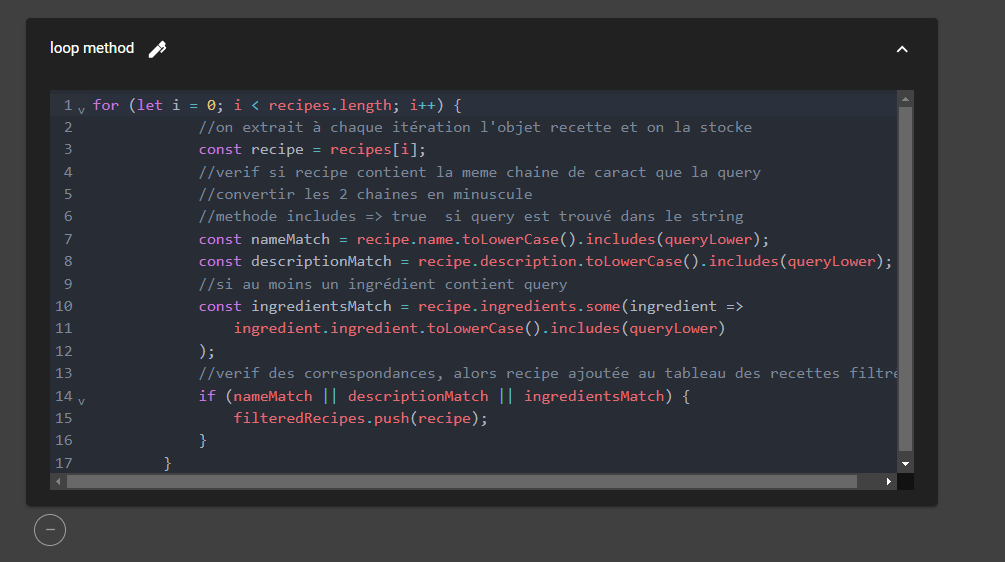 loop method
1 for (let i = 0; i < recipes.length; i++) {
2 //on extrait à chaque itération l'objet recette et on la stocke
3 const recipe = recipes[i];
4 //verif si recipe contient la meme chaine de caract que la query
5 //convertir les 2 chaines en minuscule
6 //methode includes => true  si query est trouvé dans le string
7 const nameMatch = recipe.name.toLowerCase().includes(queryLower);
8 const descriptionMatch = recipe.description.toLowerCase().includes(queryLower);
9 //si au moins un ingrédient contient query
10 const ingredientsMatch = recipe.ingredients.some(ingredient =>
11 ingredient.ingredient.toLowerCase().includes(queryLower)
12 );
13 //verif des correspondances, alors recipe ajoutée au tableau des recettes filtre
14 if (nameMatch || descriptionMatch || ingredientsMatch) {
15 filteredRecipes.push(recipe);
16 }
17 }